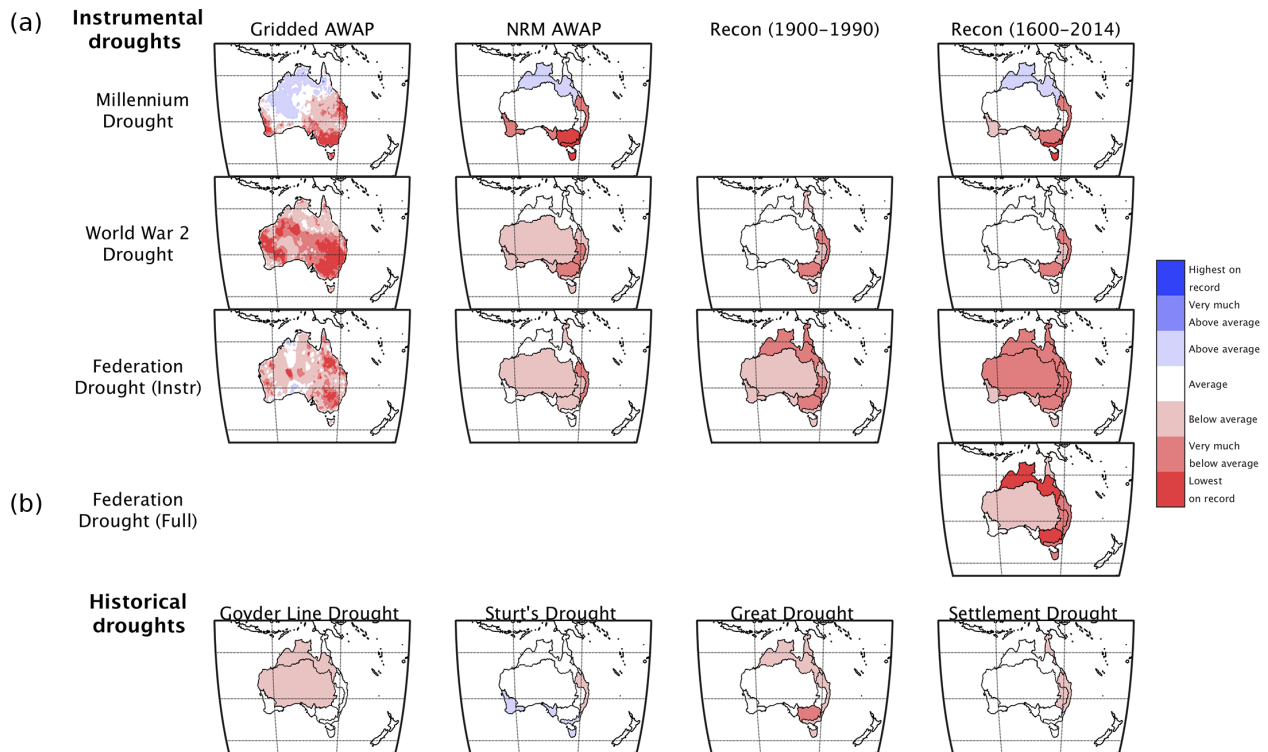 (a)
Instrumental
droughts
Gridded AWAP
NRM AWAP
Recon (1900-1990)
Recon (1600-2014)
Millennium
Drought
World War 2
Drought
Federation
Drought (Instr)
Highest on
record
Very much
Above average
Above average
Average
Below average
Very much
below average
Lowest
on record
(b)
Federation
Drought (Full)
Historical
droughts
Goyder Line Drought
Sturt's Drought
Great Drought
Settlement Drought